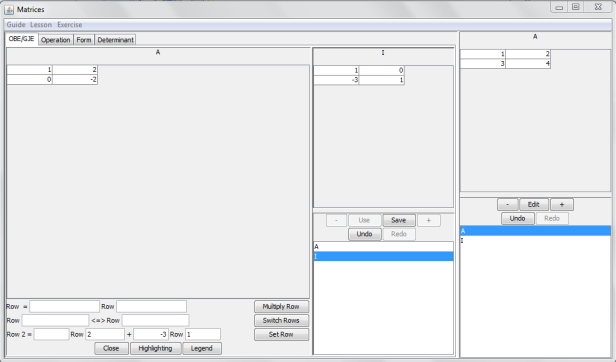 Matrices
Guide Lesson Exercise
OBE/GJE Operation Form Determinant
A
1 2
0 -2
I
1 0
-3 1
A
1 2
3 4
- Use Save +
Undo Redo
A
I
- Edit +
Undo Redo
A
I
Row = Row Multiply Row
Row <=> Row Switch Rows
Row 2 = Row 2 + -3 Row 1 Set Row
Close Highlighting Legend